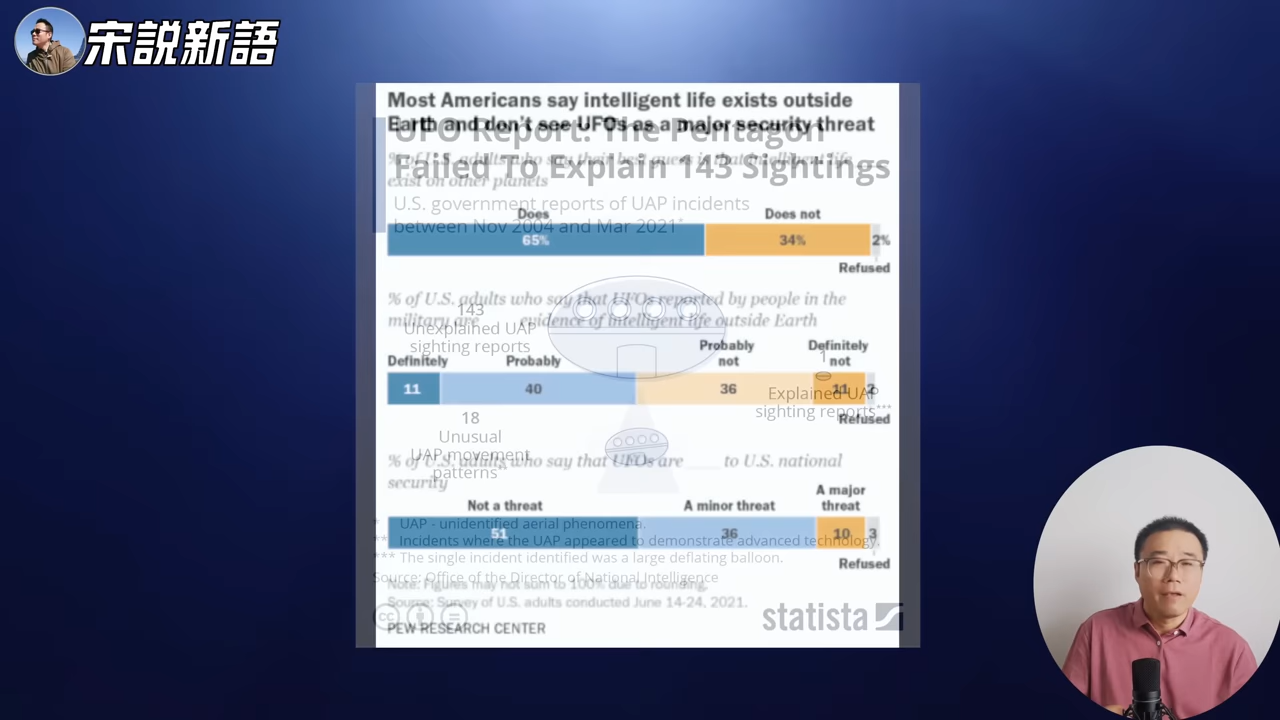 宋説新語
Most Americans say intelligent life exists outside
Earth and don't see UFOs as a major security threat
% of U.S. adults who say their best guess is that intelligent life
exist on other planets
Does
Does not
65%
34%
2%
Refused
% of U.S. adults who say that UFOs reported by people in the
military are evidence of intelligent life outside Earth
Definitely
Probably
Probably
not
Definitely
not
11
40
36
11
2
Refused
% of U.S. adults who say that UFOs are ____ to U.S. national
security
Not a threat
A minor threat
A major
threat
51
36
10
3
Refused
Note: Figures may not sum to 100% due to rounding.
Source: Survey of U.S. adults conducted June 14-24, 2021.
PEW RESEARCH CENTER
UFO Report: The Pentagon
Failed To Explain 143 Sightings
U.S. government reports of UAP incidents
between Nov 2004 and Mar 2021*
143
Unexplained UAP
sighting reports
1
Explained UAP
sighting reports***
18
Unusual
UAP movement
patterns**
* UAP - unidentified aerial phenomena.
** Incidents where the UAP appeared to demonstrate advanced technology.
*** The single incident identified was a large deflating balloon.
Source: Office of the Director of National Intelligence
cc
statista